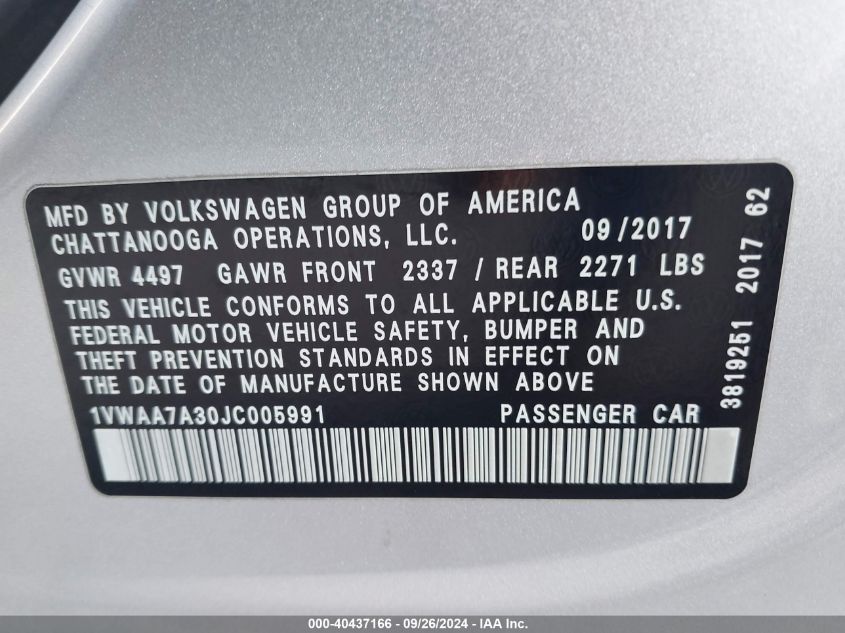 MFD BY VOLKSWAGEN GROUP OF AMERICA
CHATTANOOGA OPERATIONS, LLC. 09/2017
GVWR 4497 GAWR FRONT 2337 / REAR 2271 LBS
THIS VEHICLE CONFORMS TO ALL APPLICABLE U.S.
FEDERAL MOTOR VEHICLE SAFETY, BUMPER AND
THEFT PREVENTION STANDARDS IN EFFECT ON
THE DATE OF MANUFACTURE SHOWN ABOVE
1VWAA7A30JC005991 PASSENGER CAR
3819251 2017 62
000-40437166 - 09/26/2024 - IAA Inc.